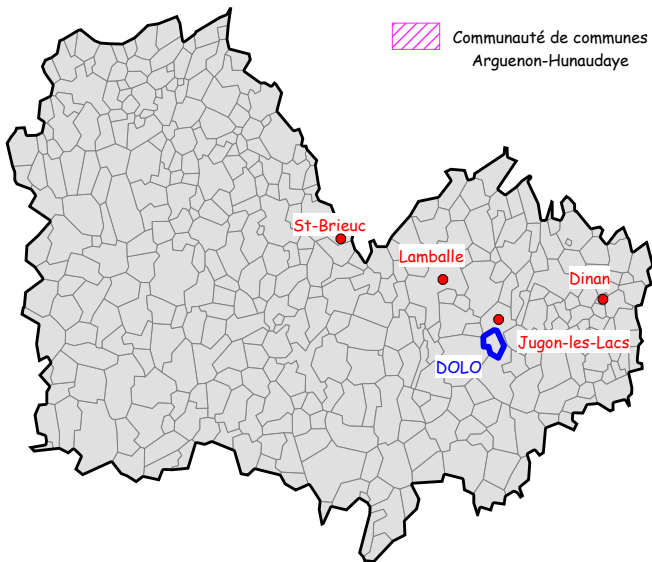 Communauté de communes
Arguenon-Hunaudaye
St-Brieuc
Lamballe
Dinan
Jugon-les-Lacs
DOLO